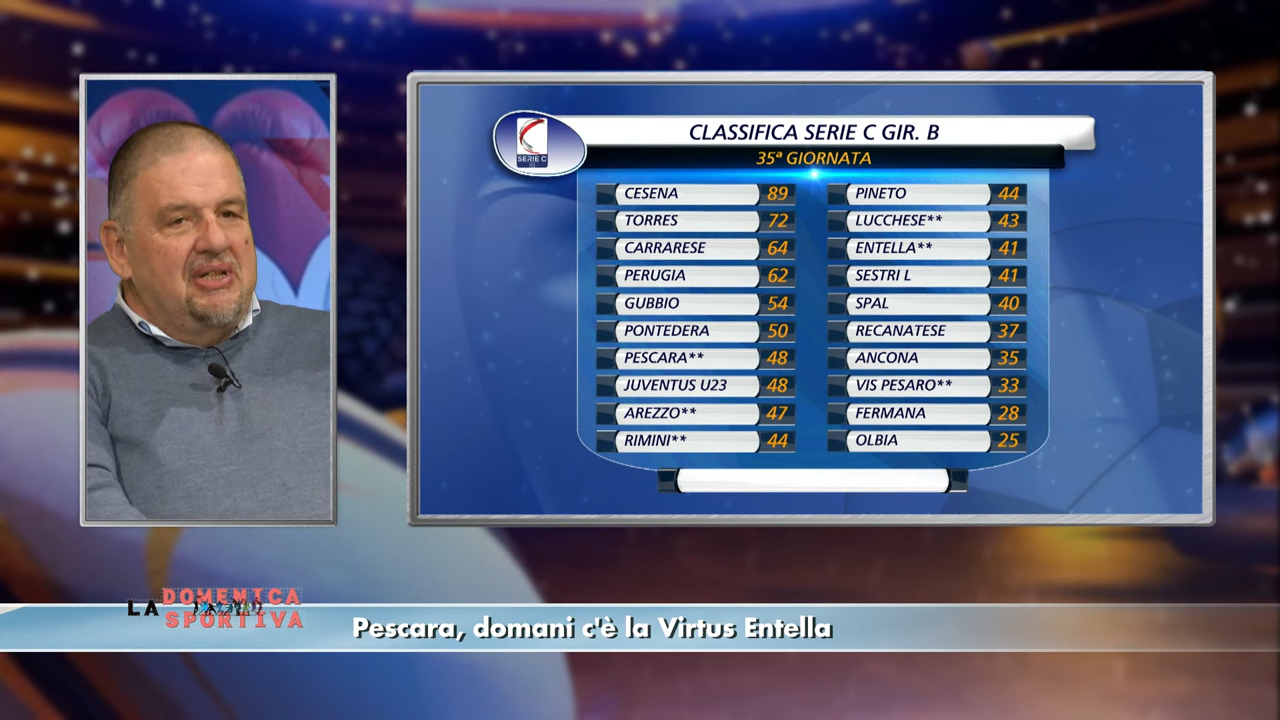 CLASSIFICA SERIE C GIR. B
SERIE C
35ª GIORNATA
CESENA 89
TORRES 72
CARRARESE 64
PERUGIA 62
GUBBIO 54
PONTEDERA 50
PESCARA** 48
JUVENTUS U23 48
AREZZO** 47
RIMINI** 44
PINETO 44
LUCCHESE** 43
ENTELLA** 41
SESTRI L 41
SPAL 40
RECANATESE 37
ANCONA 35
VIS PESARO** 33
FERMANA 28
OLBIA 25
LA DOMENICA
SPORTIVA
Pescara, domani c'è la Virtus Entella